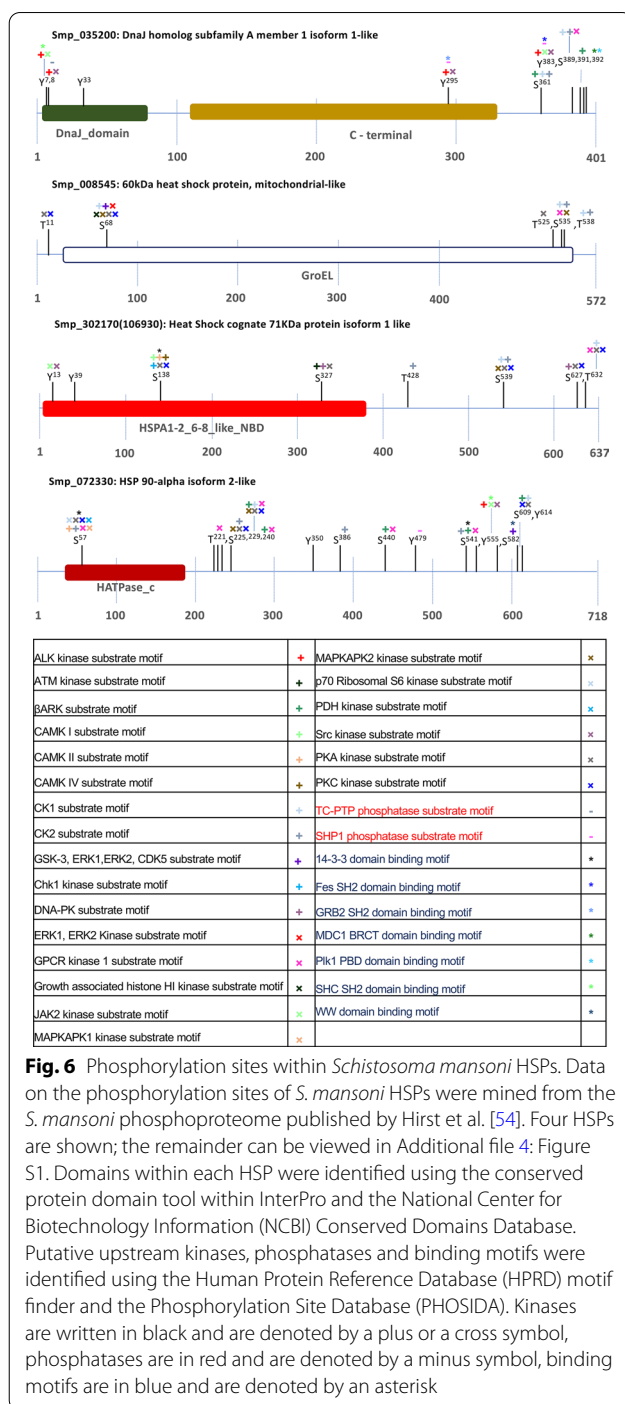 Smp_035200: DnaJ homolog subfamily A member 1 isoform 1-like
Y7,8
Y33
Y295
S361
Y383,S389,391,392
DnaJ_domain
C - terminal
1 100 200 300 401
Smp_008545: 60kDa heat shock protein, mitochondrial-like
T11
S68
T525,S535 ,T538
GroEL
1 100 200 300 400 572
Smp_302170(106930): Heat Shock cognate 71KDa protein isoform 1 like
Y13
Y39
S138
S327
T428
S539
S627,T632
HSPA1-2_6-8_like_NBD
1 100 200 300 400 500 600 637
Smp_072330: HSP 90-alpha isoform 2-like
S57
T221,S225,229,240
Y350
S386
S440
Y479
S541,Y555,S582
S609,Y614
HATPase_c
1 100 200 300 400 500 600 718
ALK kinase substrate motif + MAPKAPK2 kinase substrate motif ×
ATM kinase substrate motif + p70 Ribosomal S6 kinase substrate motif ×
βARK substrate motif + PDH kinase substrate motif ×
CAMK I substrate motif + Src kinase substrate motif ×
CAMK II substrate motif + PKA kinase substrate motif ×
CAMK IV substrate motif + PKC kinase substrate motif ×
CK1 substrate motif + TC-PTP phosphatase substrate motif -
CK2 substrate motif + SHP1 phosphatase substrate motif -
GSK-3, ERK1,ERK2, CDK5 substrate motif + 14-3-3 domain binding motif *
Chk1 kinase substrate motif + Fes SH2 domain binding motif *
DNA-PK substrate motif + GRB2 SH2 domain binding motif *
ERK1, ERK2 Kinase substrate motif × MDC1 BRCT domain binding motif *
GPCR kinase 1 substrate motif × Plk1 PBD domain binding motif *
Growth associated histone HI kinase substrate motif × SHC SH2 domain binding motif *
JAK2 kinase substrate motif × WW domain binding motif *
MAPKAPK1 kinase substrate motif ×
Fig. 6 Phosphorylation sites within Schistosoma mansoni HSPs. Data
on the phosphorylation sites of S. mansoni HSPs were mined from the
S. mansoni phosphoproteome published by Hirst et al. [54]. Four HSPs
are shown; the remainder can be viewed in Additional file 4: Figure
S1. Domains within each HSP were identified using the conserved
protein domain tool within InterPro and the National Center for
Biotechnology Information (NCBI) Conserved Domains Database.
Putative upstream kinases, phosphatases and binding motifs were
identified using the Human Protein Reference Database (HPRD) motif
finder and the Phosphorylation Site Database (PHOSIDA). Kinases
are written in black and are denoted by a plus or a cross symbol,
phosphatases are in red and are denoted by a minus symbol, binding
motifs are in blue and are denoted by an asterisk